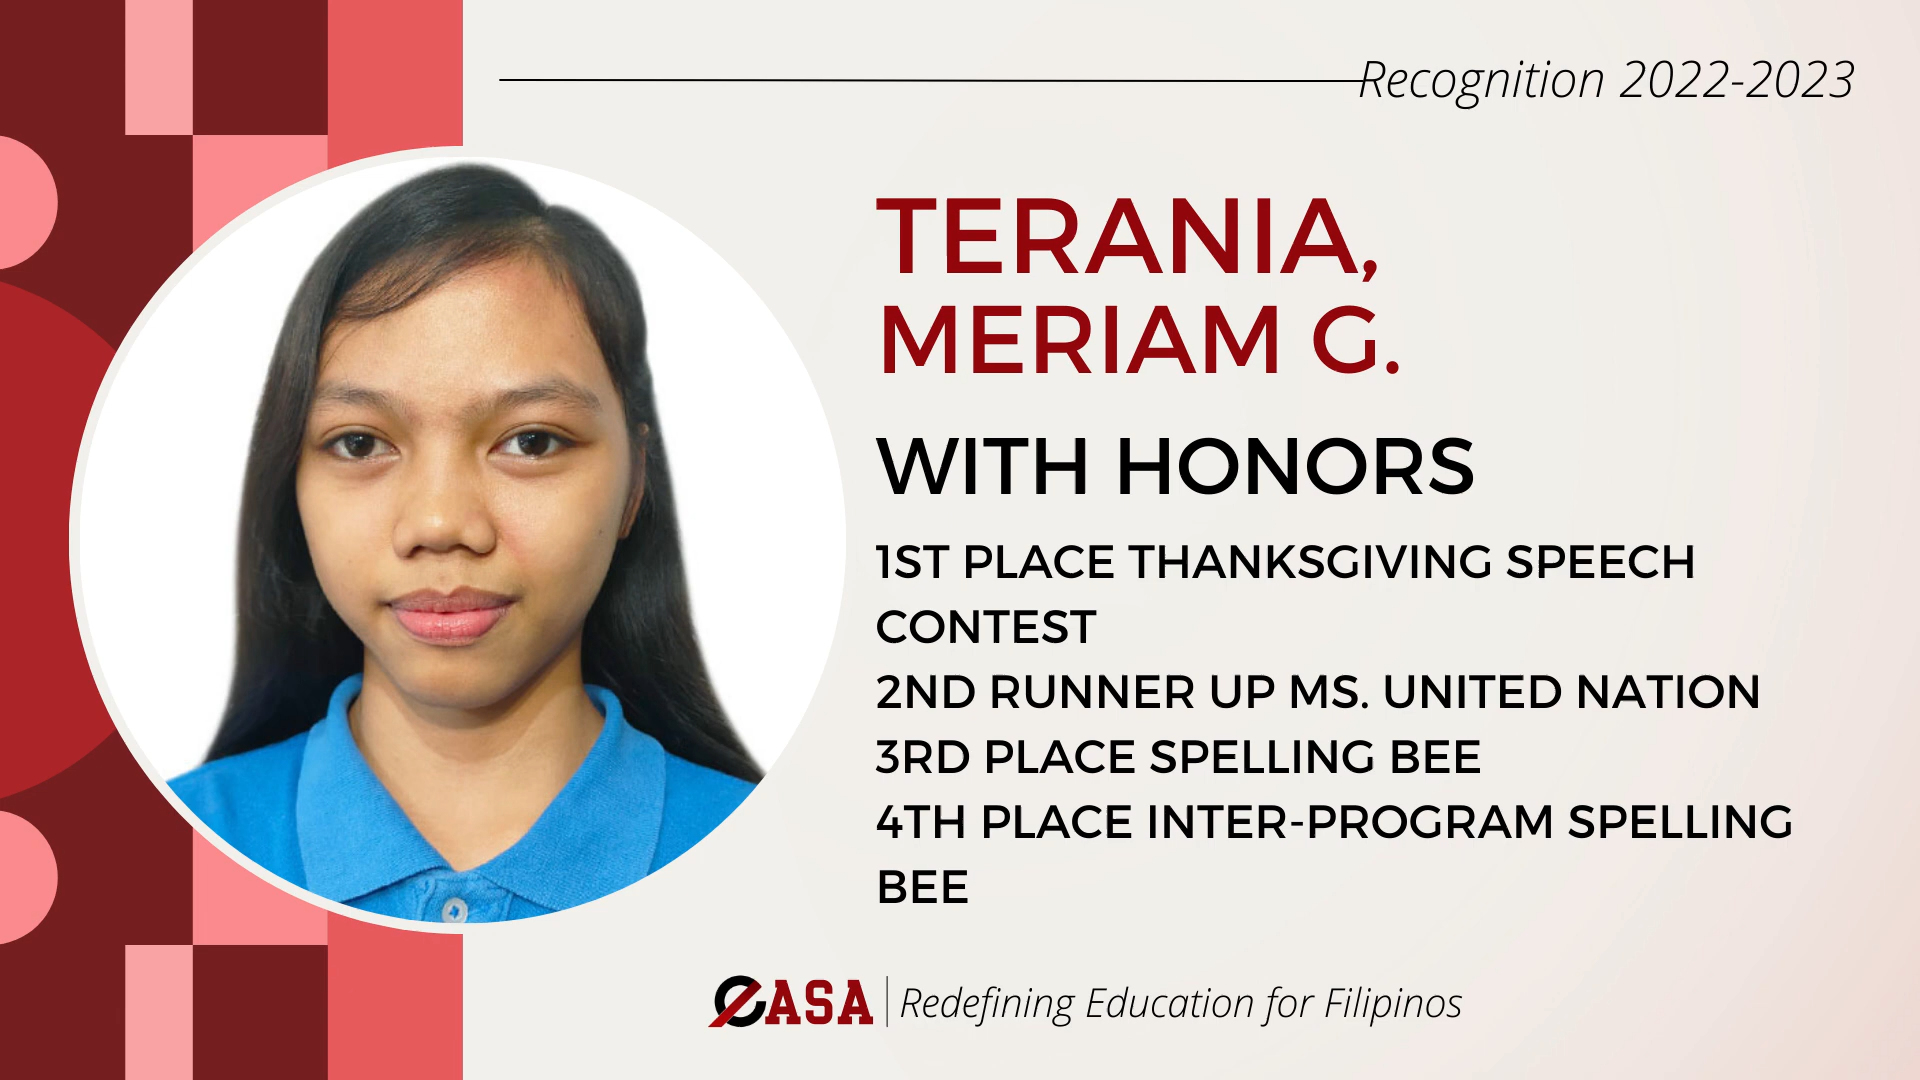 Recognition 2022-2023
TERANIA,
MERIAM G.
WITH HONORS
1ST PLACE THANKSGIVING SPEECH
CONTEST
2ND RUNNER UP MS. UNITED NATION
3RD PLACE SPELLING BEE
4TH PLACE INTER-PROGRAM SPELLING
BEE
eASA Redefining Education for Filipinos